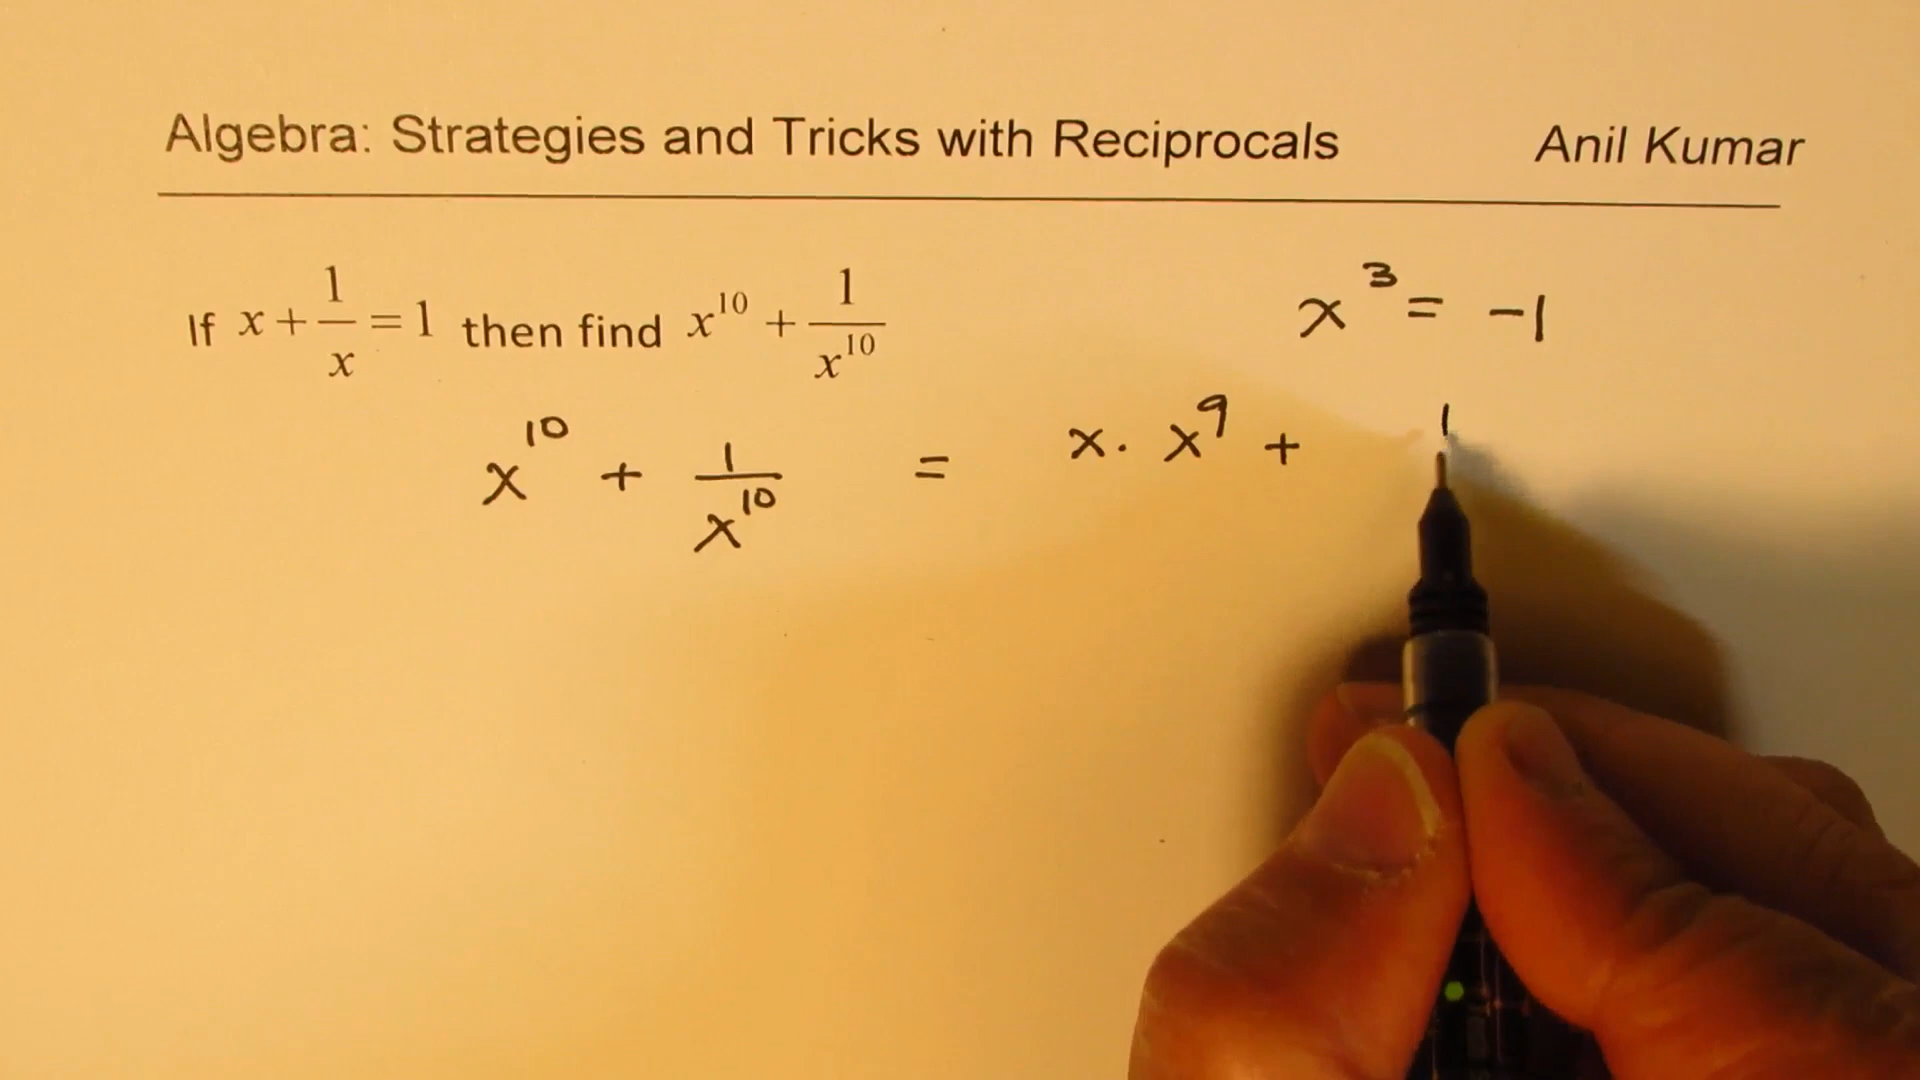 Algebra: Strategies and Tricks with Reciprocals Anil Kumar
If x + 1/x = 1 then find x^10 + 1/x^10
x^3 = -1
x^10 + 1/x^10 = x · x^9 + 1